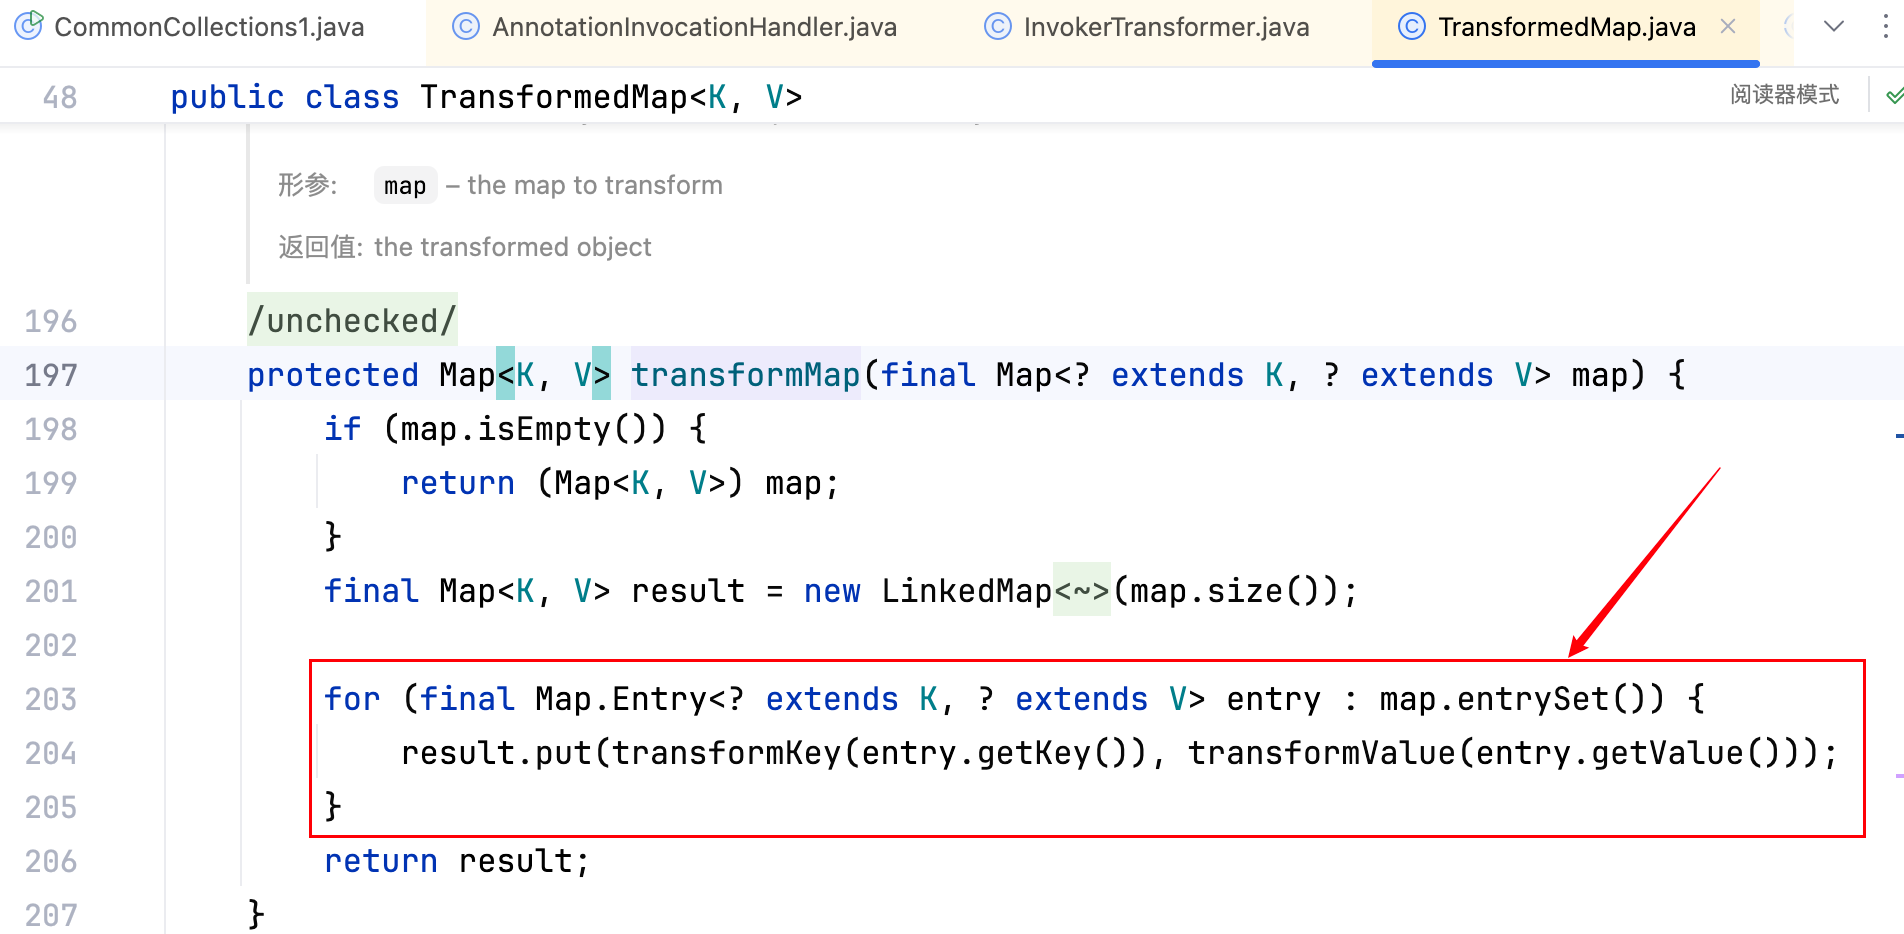 CommonCollections1.java AnnotationInvocationHandler.java InvokerTransformer.java TransformedMap.java
48 public class TransformedMap<K, V> 阅读器模式
形参: map – the map to transform
返回值: the transformed object
196 /unchecked/
197 protected Map<K, V> transformMap(final Map<? extends K, ? extends V> map) {
198 if (map.isEmpty()) {
199 return (Map<K, V>) map;
200 }
201 final Map<K, V> result = new LinkedMap<~>(map.size());
202
203 for (final Map.Entry<? extends K, ? extends V> entry : map.entrySet()) {
204 result.put(transformKey(entry.getKey()), transformValue(entry.getValue()));
205 }
206 return result;
207 }